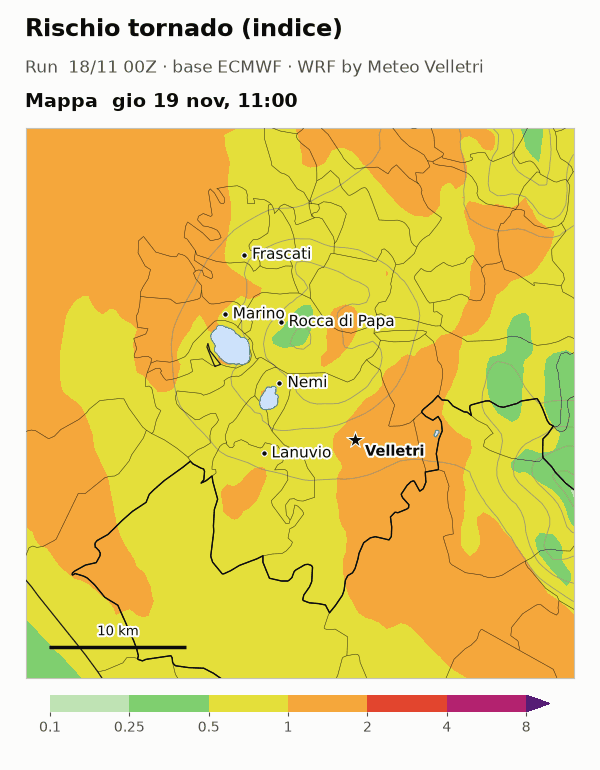 Rischio tornado (indice)
Run  18/11 00Z · base ECMWF · WRF by Meteo Velletri
Mappa  gio 19 nov, 11:00
Frascati
Marino
Rocca di Papa
Nemi
Velletri
Lanuvio
10 km
0.1 0.25 0.5 1 2 4 8